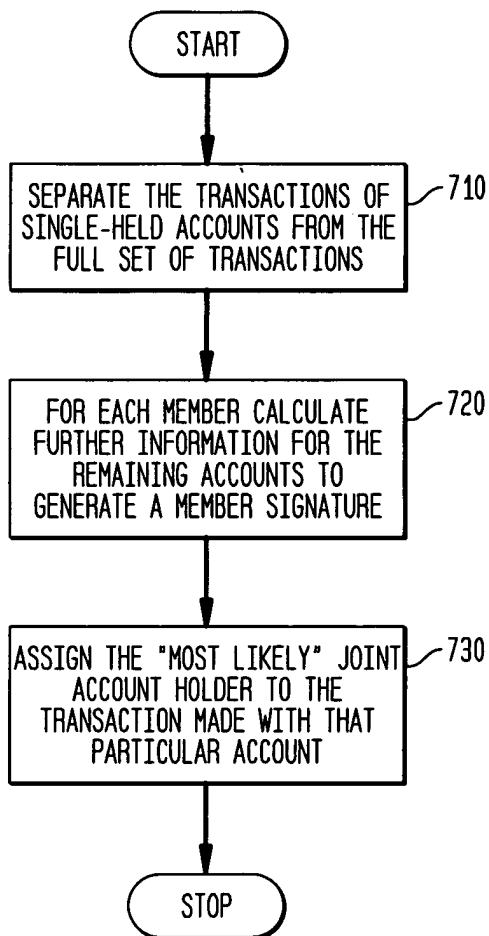 START
SEPARATE THE TRANSACTIONS OF
SINGLE-HELD ACCOUNTS FROM THE
FULL SET OF TRANSACTIONS
710
FOR EACH MEMBER CALCULATE
FURTHER INFORMATION FOR THE
REMAINING ACCOUNTS TO
GENERATE A MEMBER SIGNATURE
720
ASSIGN THE "MOST LIKELY" JOINT
ACCOUNT HOLDER TO THE
TRANSACTION MADE WITH THAT
PARTICULAR ACCOUNT
730
STOP